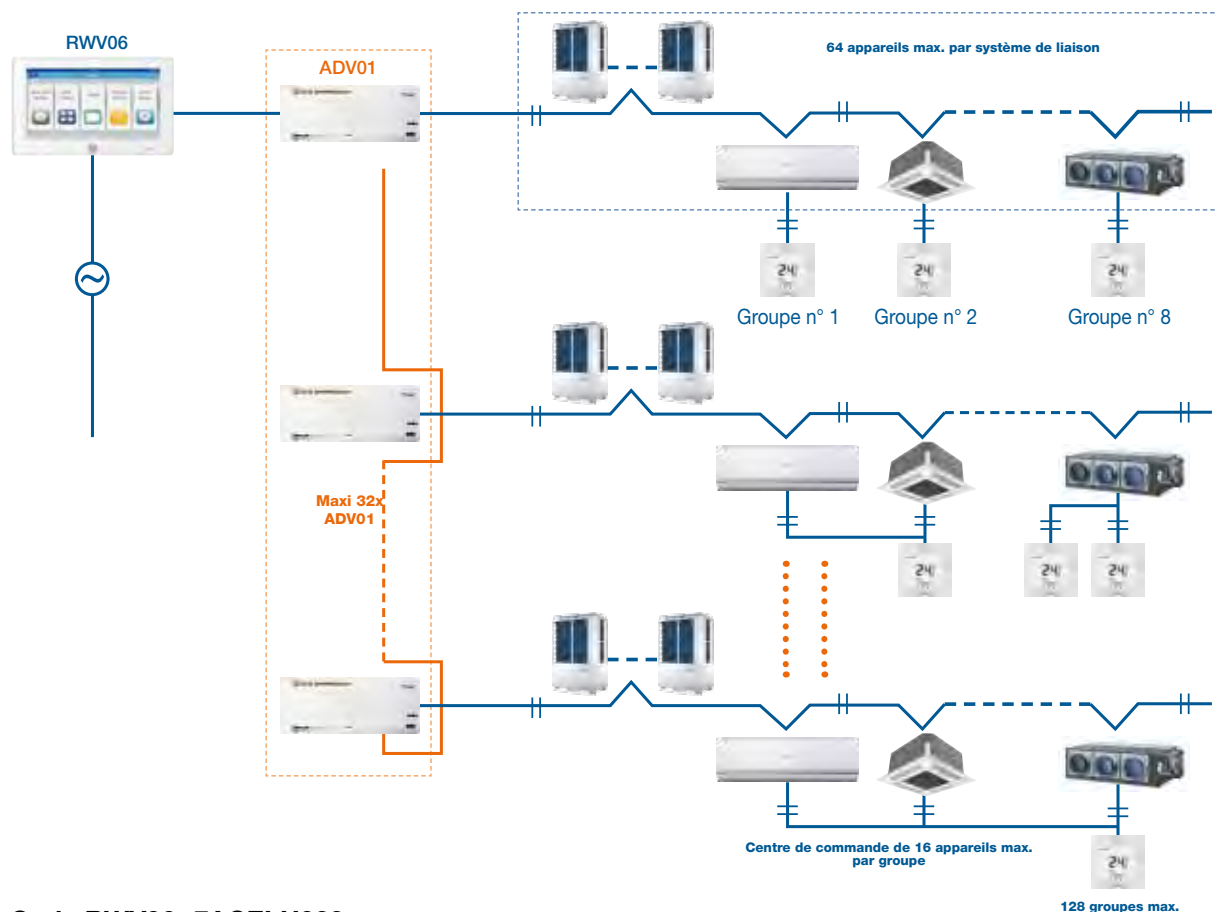 RWV06
ADV01
64 appareils max. par système de liaison
Groupe n° 1
Groupe n° 2
Groupe n° 8
Maxi 32x
ADV01
24
24
24
24
24
24
24
Centre de commande de 16 appareils max.
par groupe
128 groupes max.